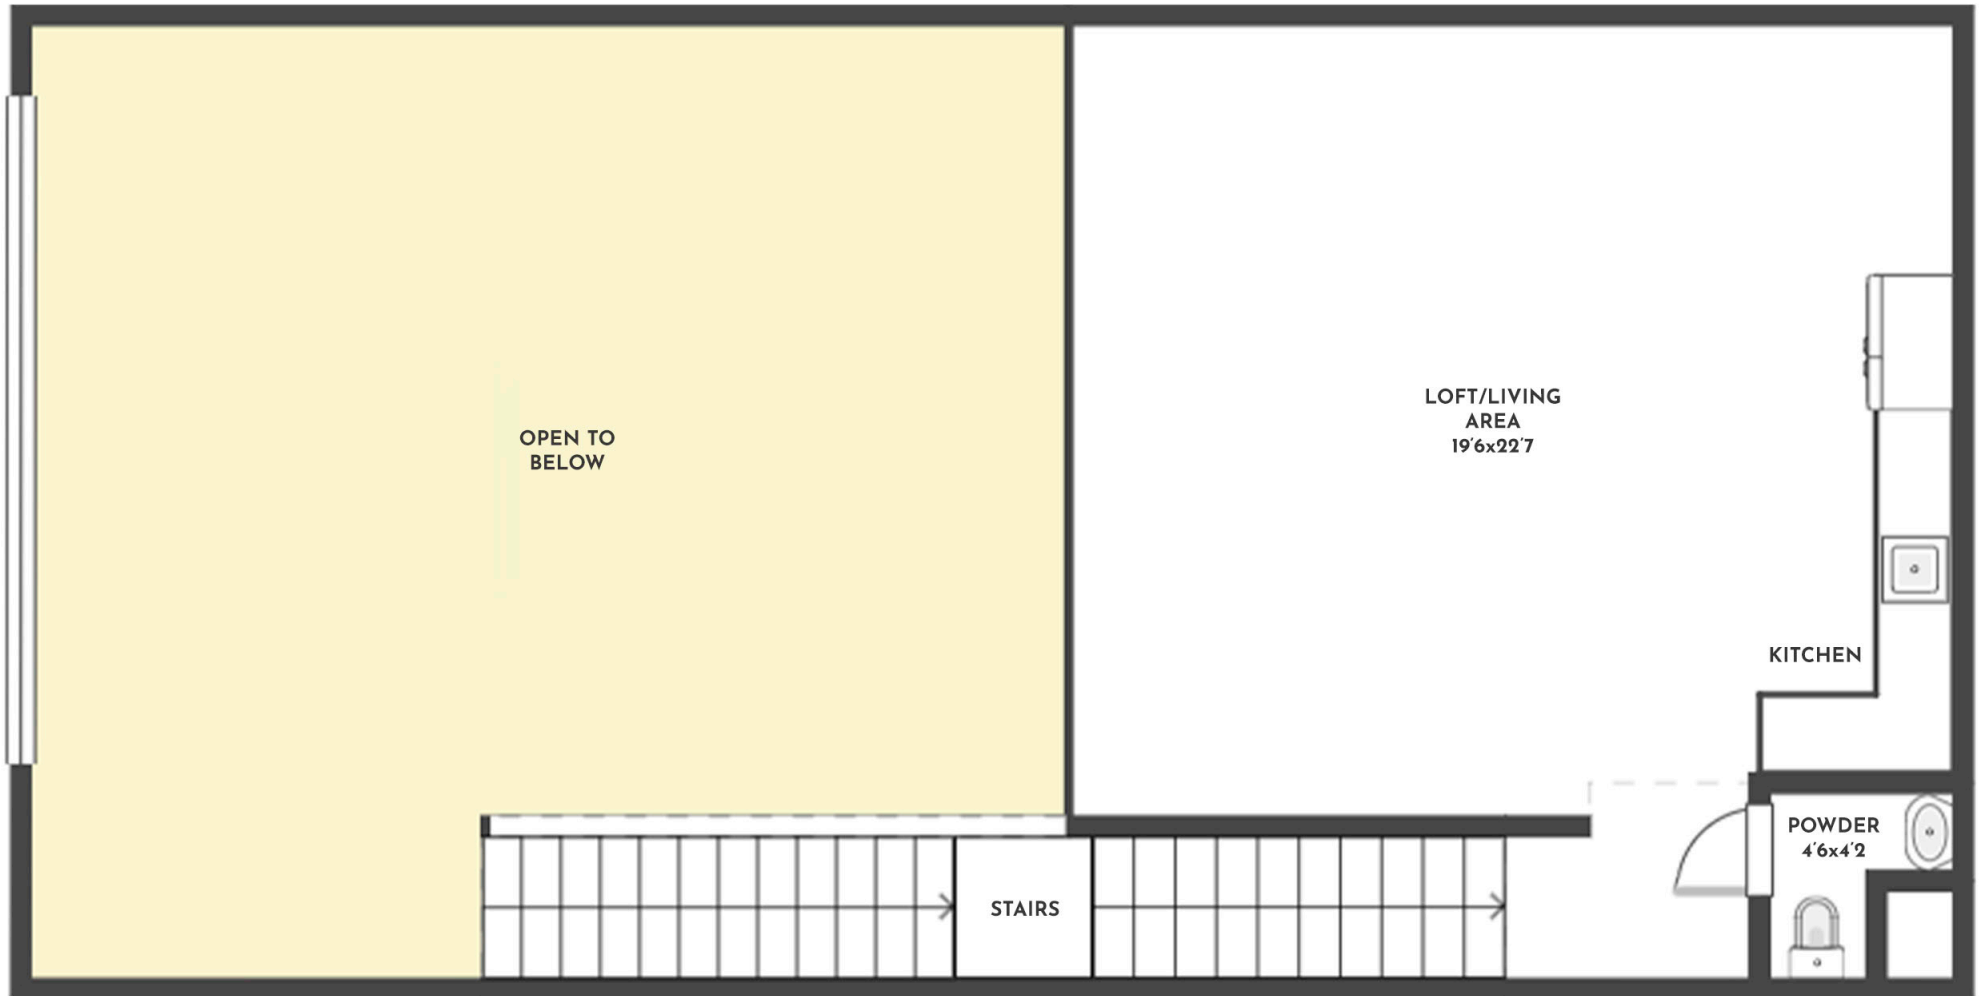 OPEN TO
BELOW
LOFT/LIVING
AREA
19'6x22'7
KITCHEN
POWDER
4'6x4'2
STAIRS